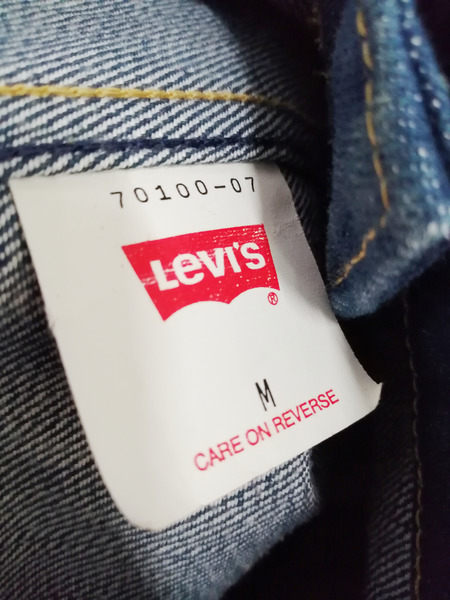 70100-07
LEVI'S
®
M
CARE ON REVERSE